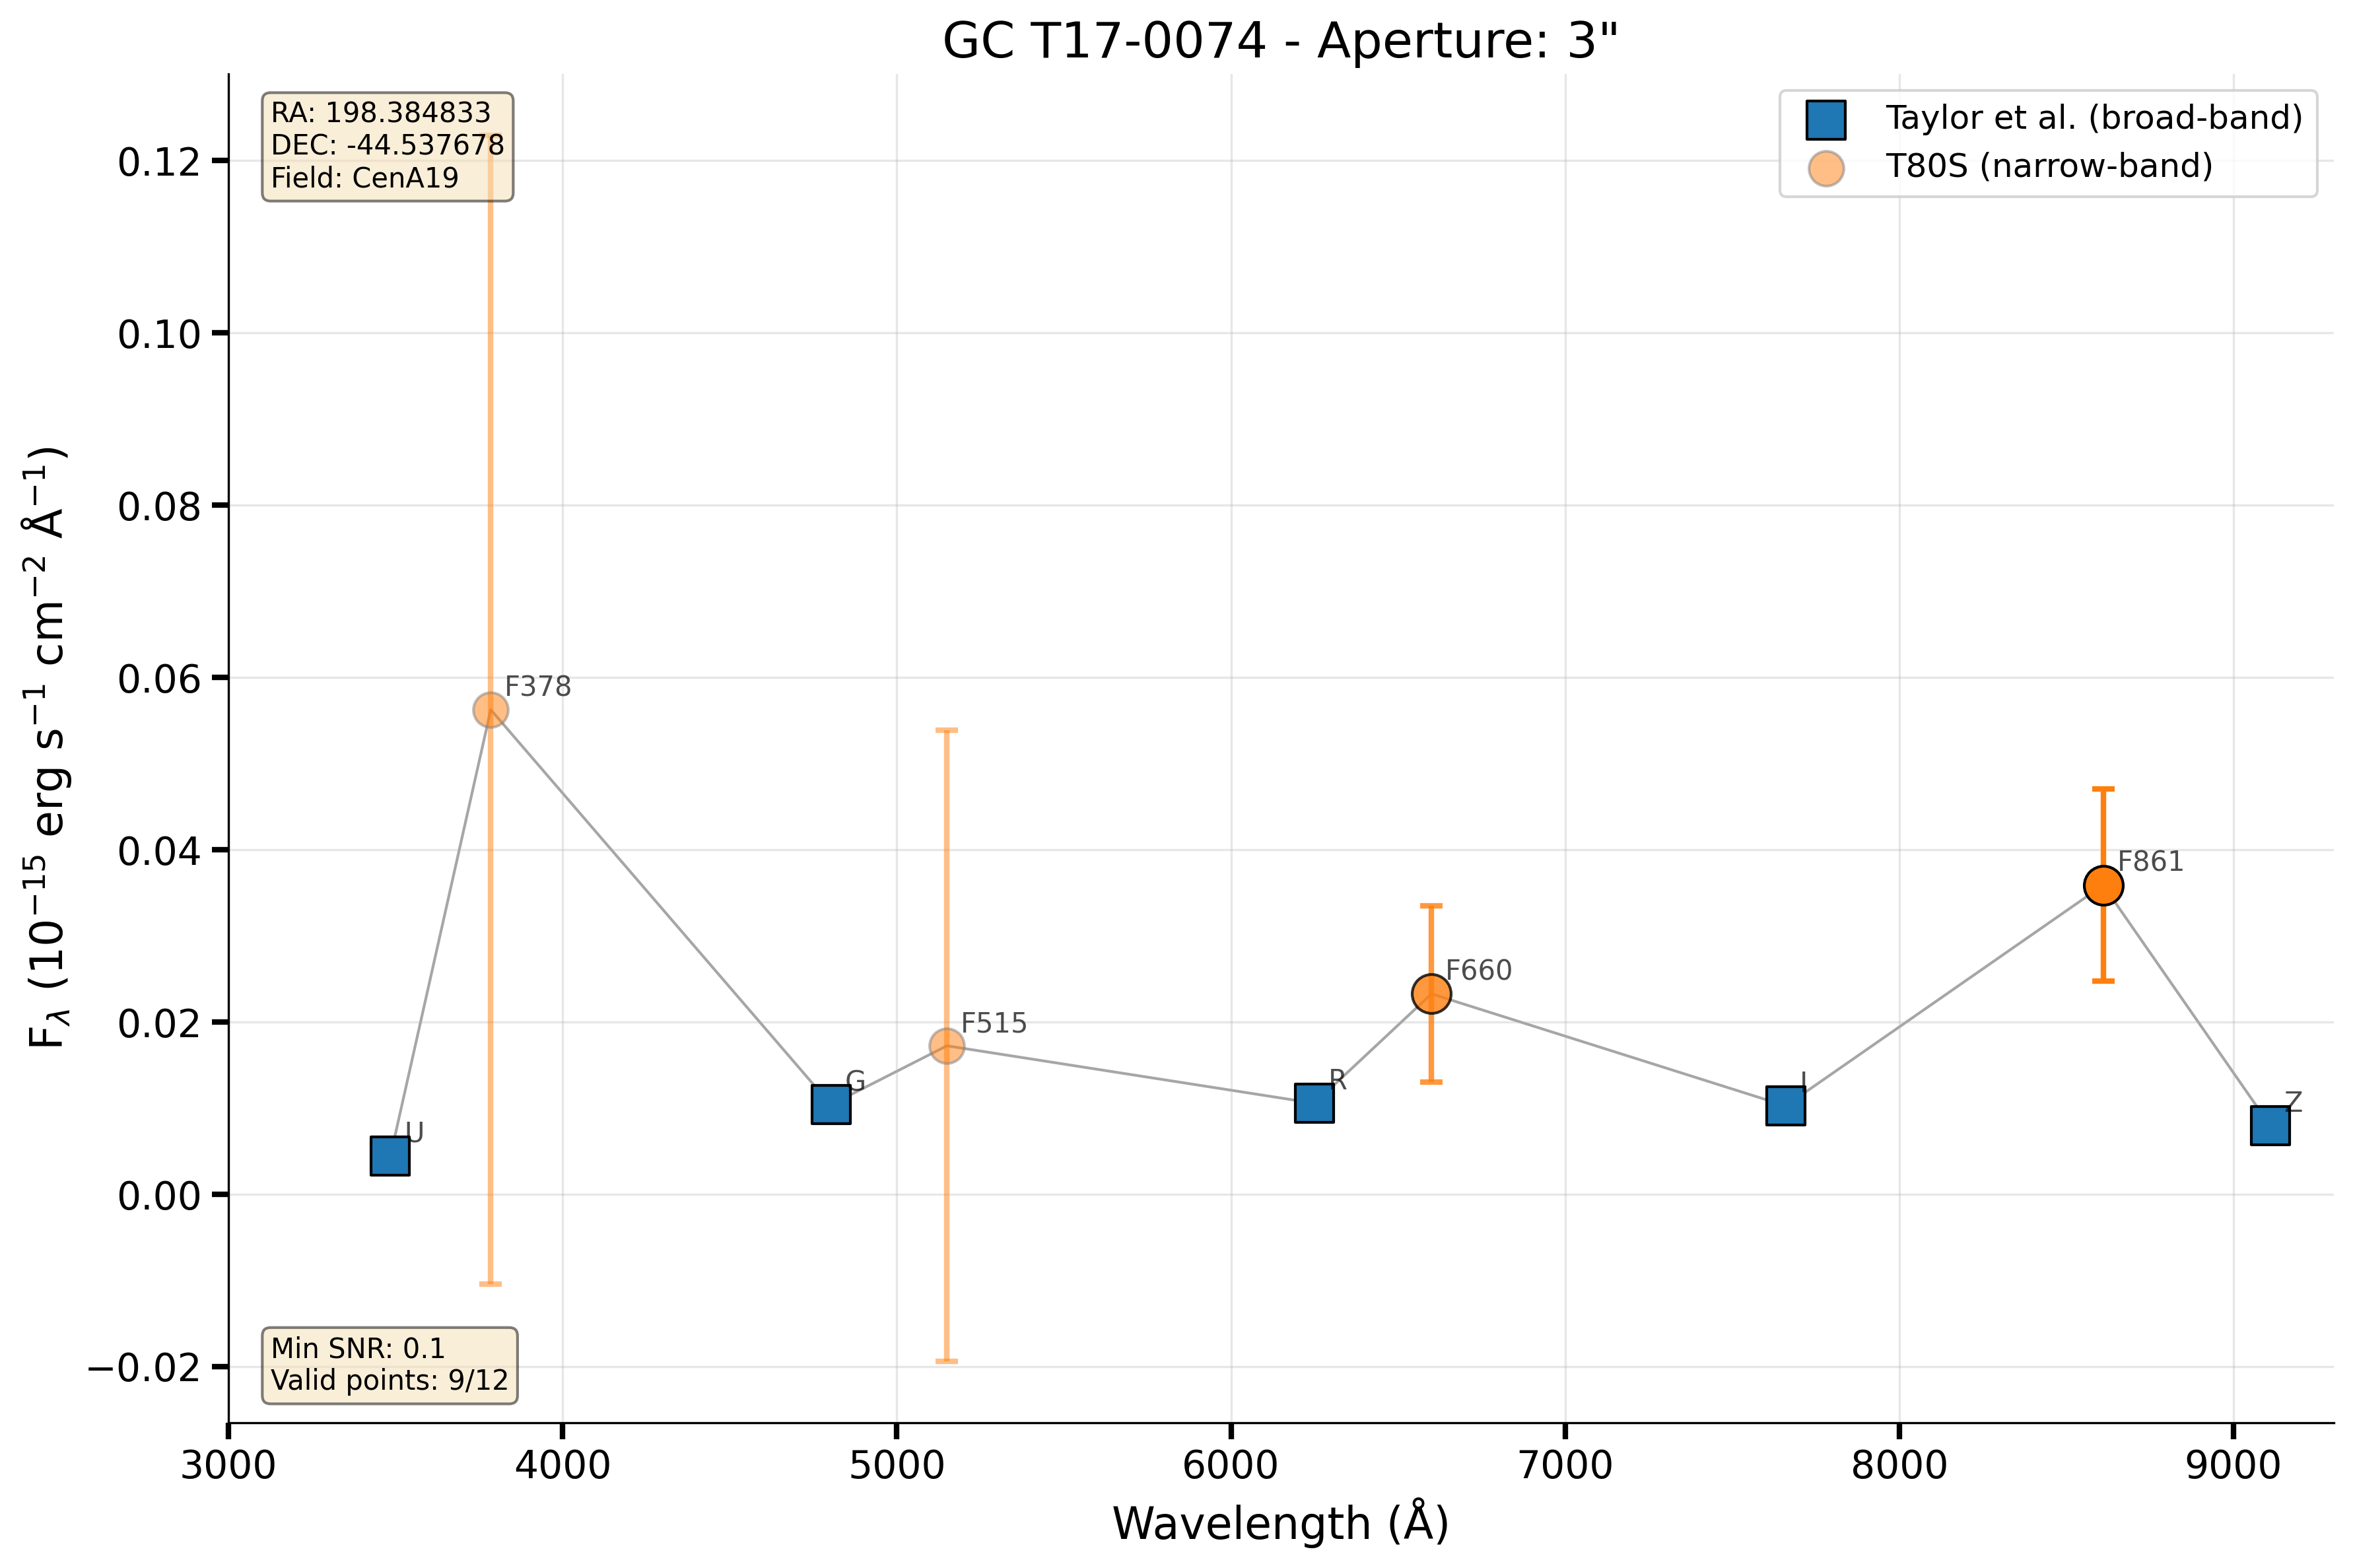 GC T17-0074 - Aperture: 3"
RA: 198.384833
DEC: -44.537678
Field: CenA19
Taylor et al. (broad-band)
T80S (narrow-band)
0.12
0.10
0.08
0.06
0.04
0.02
0.00
−0.02
F_λ (10⁻¹⁵ erg s⁻¹ cm⁻² Å⁻¹)
U
F378
G
F515
R
F660
I
F861
Z
Min SNR: 0.1
Valid points: 9/12
3000 4000 5000 6000 7000 8000 9000
Wavelength (Å)